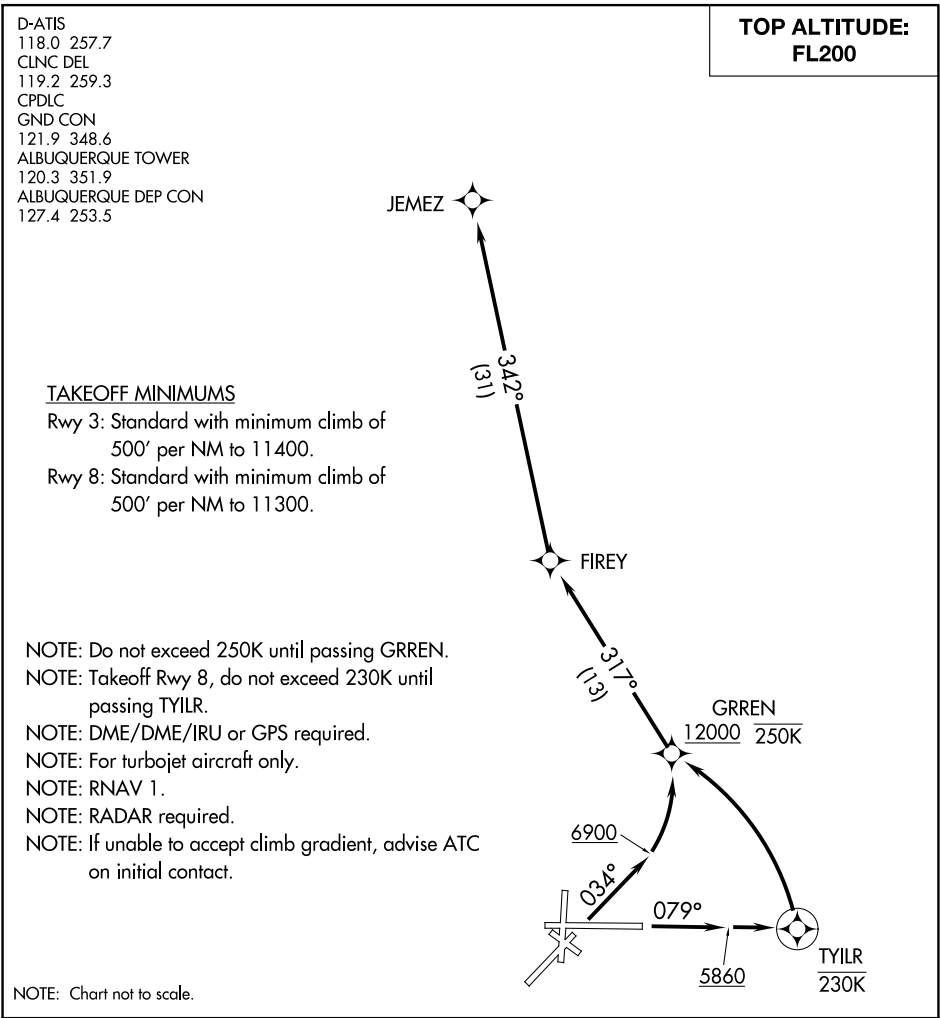 D-ATIS
118.0 257.7
CLNC DEL
119.2 259.3
CPDLC
GND CON
121.9 348.6
ALBUQUERQUE TOWER
120.3 351.9
ALBUQUERQUE DEP CON
127.4 253.5
TOP ALTITUDE:
FL200
JEMEZ
342°
(31)
TAKEOFF MINIMUMS
Rwy 3: Standard with minimum climb of
500' per NM to 11400.
Rwy 8: Standard with minimum climb of
500' per NM to 11300.
FIREY
317°
(13)
NOTE: Do not exceed 250K until passing GRREN.
NOTE: Takeoff Rwy 8, do not exceed 230K until
passing TYILR.
NOTE: DME/DME/IRU or GPS required.
NOTE: For turbojet aircraft only.
NOTE: RNAV 1.
NOTE: RADAR required.
NOTE: If unable to accept climb gradient, advise ATC
on initial contact.
GRREN
12000 250K
6900
034°
079°
5860
TYILR
230K
NOTE: Chart not to scale.